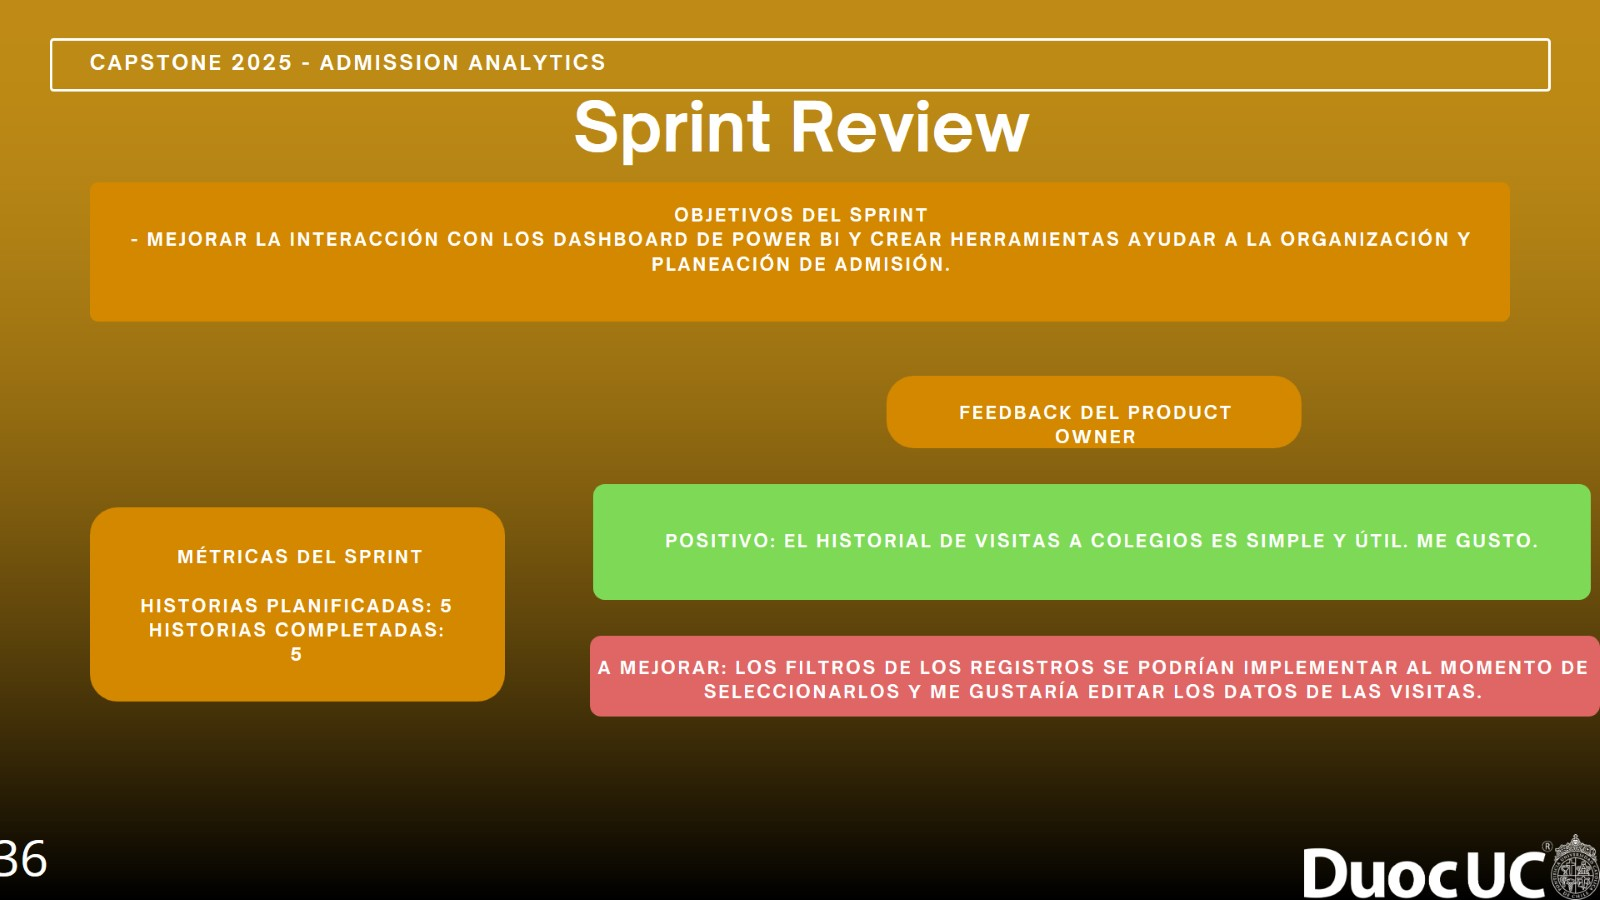 CAPSTONE 2025 - ADMISSION ANALYTICS
Sprint Review
OBJETIVOS DEL SPRINT
- MEJORAR LA INTERACCIÓN CON LOS DASHBOARD DE POWER BI Y CREAR HERRAMIENTAS AYUDAR A LA ORGANIZACIÓN Y
PLANEACIÓN DE ADMISIÓN.
FEEDBACK DEL PRODUCT
OWNER
MÉTRICAS DEL SPRINT
HISTORIAS PLANIFICADAS: 5
HISTORIAS COMPLETADAS:
5
POSITIVO: EL HISTORIAL DE VISITAS A COLEGIOS ES SIMPLE Y ÚTIL. ME GUSTO.
A MEJORAR: LOS FILTROS DE LOS REGISTROS SE PODRÍAN IMPLEMENTAR AL MOMENTO DE
SELECCIONARLOS Y ME GUSTARÍA EDITAR LOS DATOS DE LAS VISITAS.
36
Duoc UC®